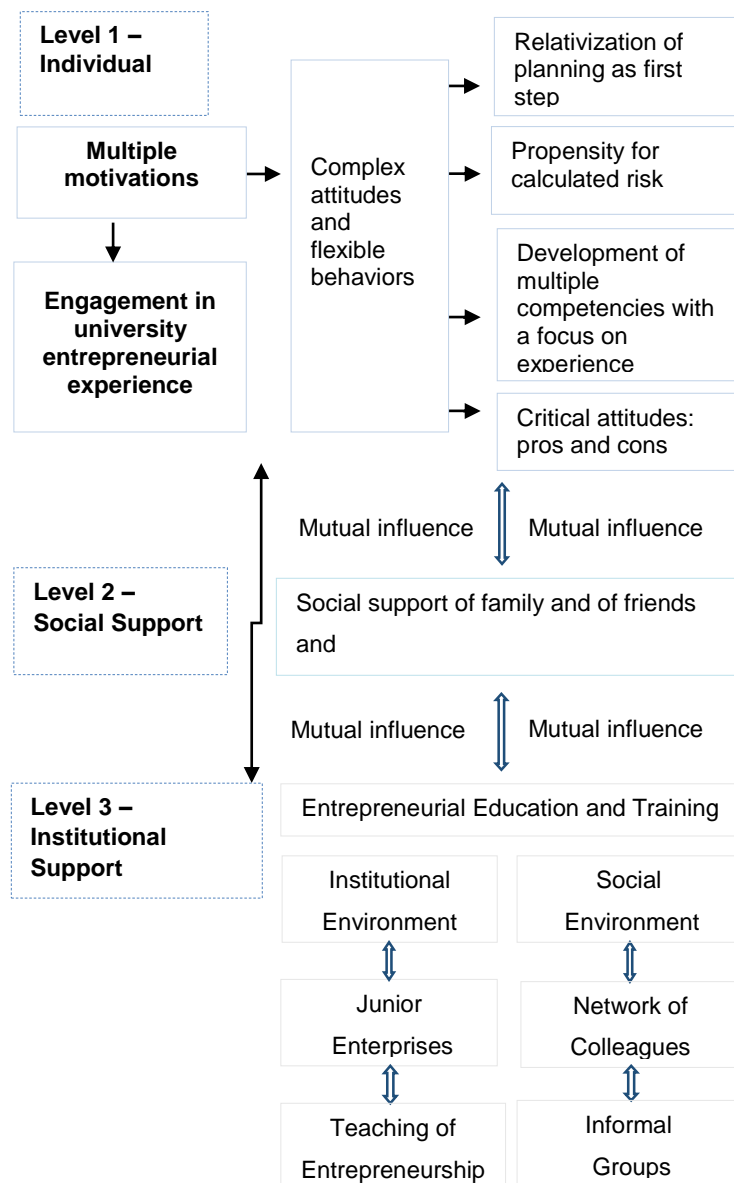 Level 1 –
Individual
Multiple
motivations
Engagement in
university
entrepreneurial
experience
Complex
attitudes
and
flexible
behaviors
Relativization of
planning as first
step
Propensity for
calculated risk
Development of
multiple
competencies with
a focus on
experience
Critical attitudes:
pros and cons
Mutual influence
Mutual influence
Level 2 –
Social Support
Social support of family and of friends
and
Mutual influence
Mutual influence
Level 3 –
Institutional
Support
Entrepreneurial Education and Training
Institutional
Environment
Social
Environment
Junior
Enterprises
Network of
Colleagues
Teaching of
Entrepreneurship
Informal
Groups